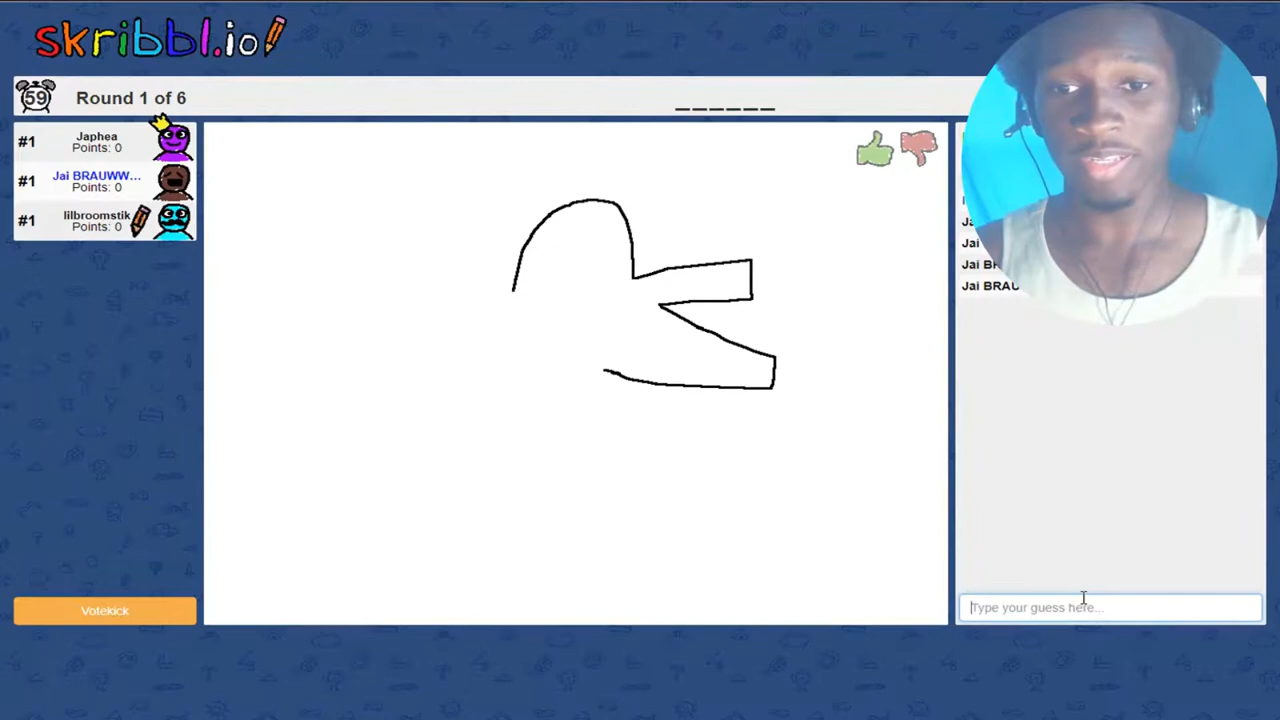 skribbl.io
59
Round 1 of 6
______
#1
Japhea
Points: 0
#1
Jai BRAUWW...
Points: 0
#1
lilbroomstik
Points: 0
Jai BR
Jai BRAU
Votekick
Type your guess here...